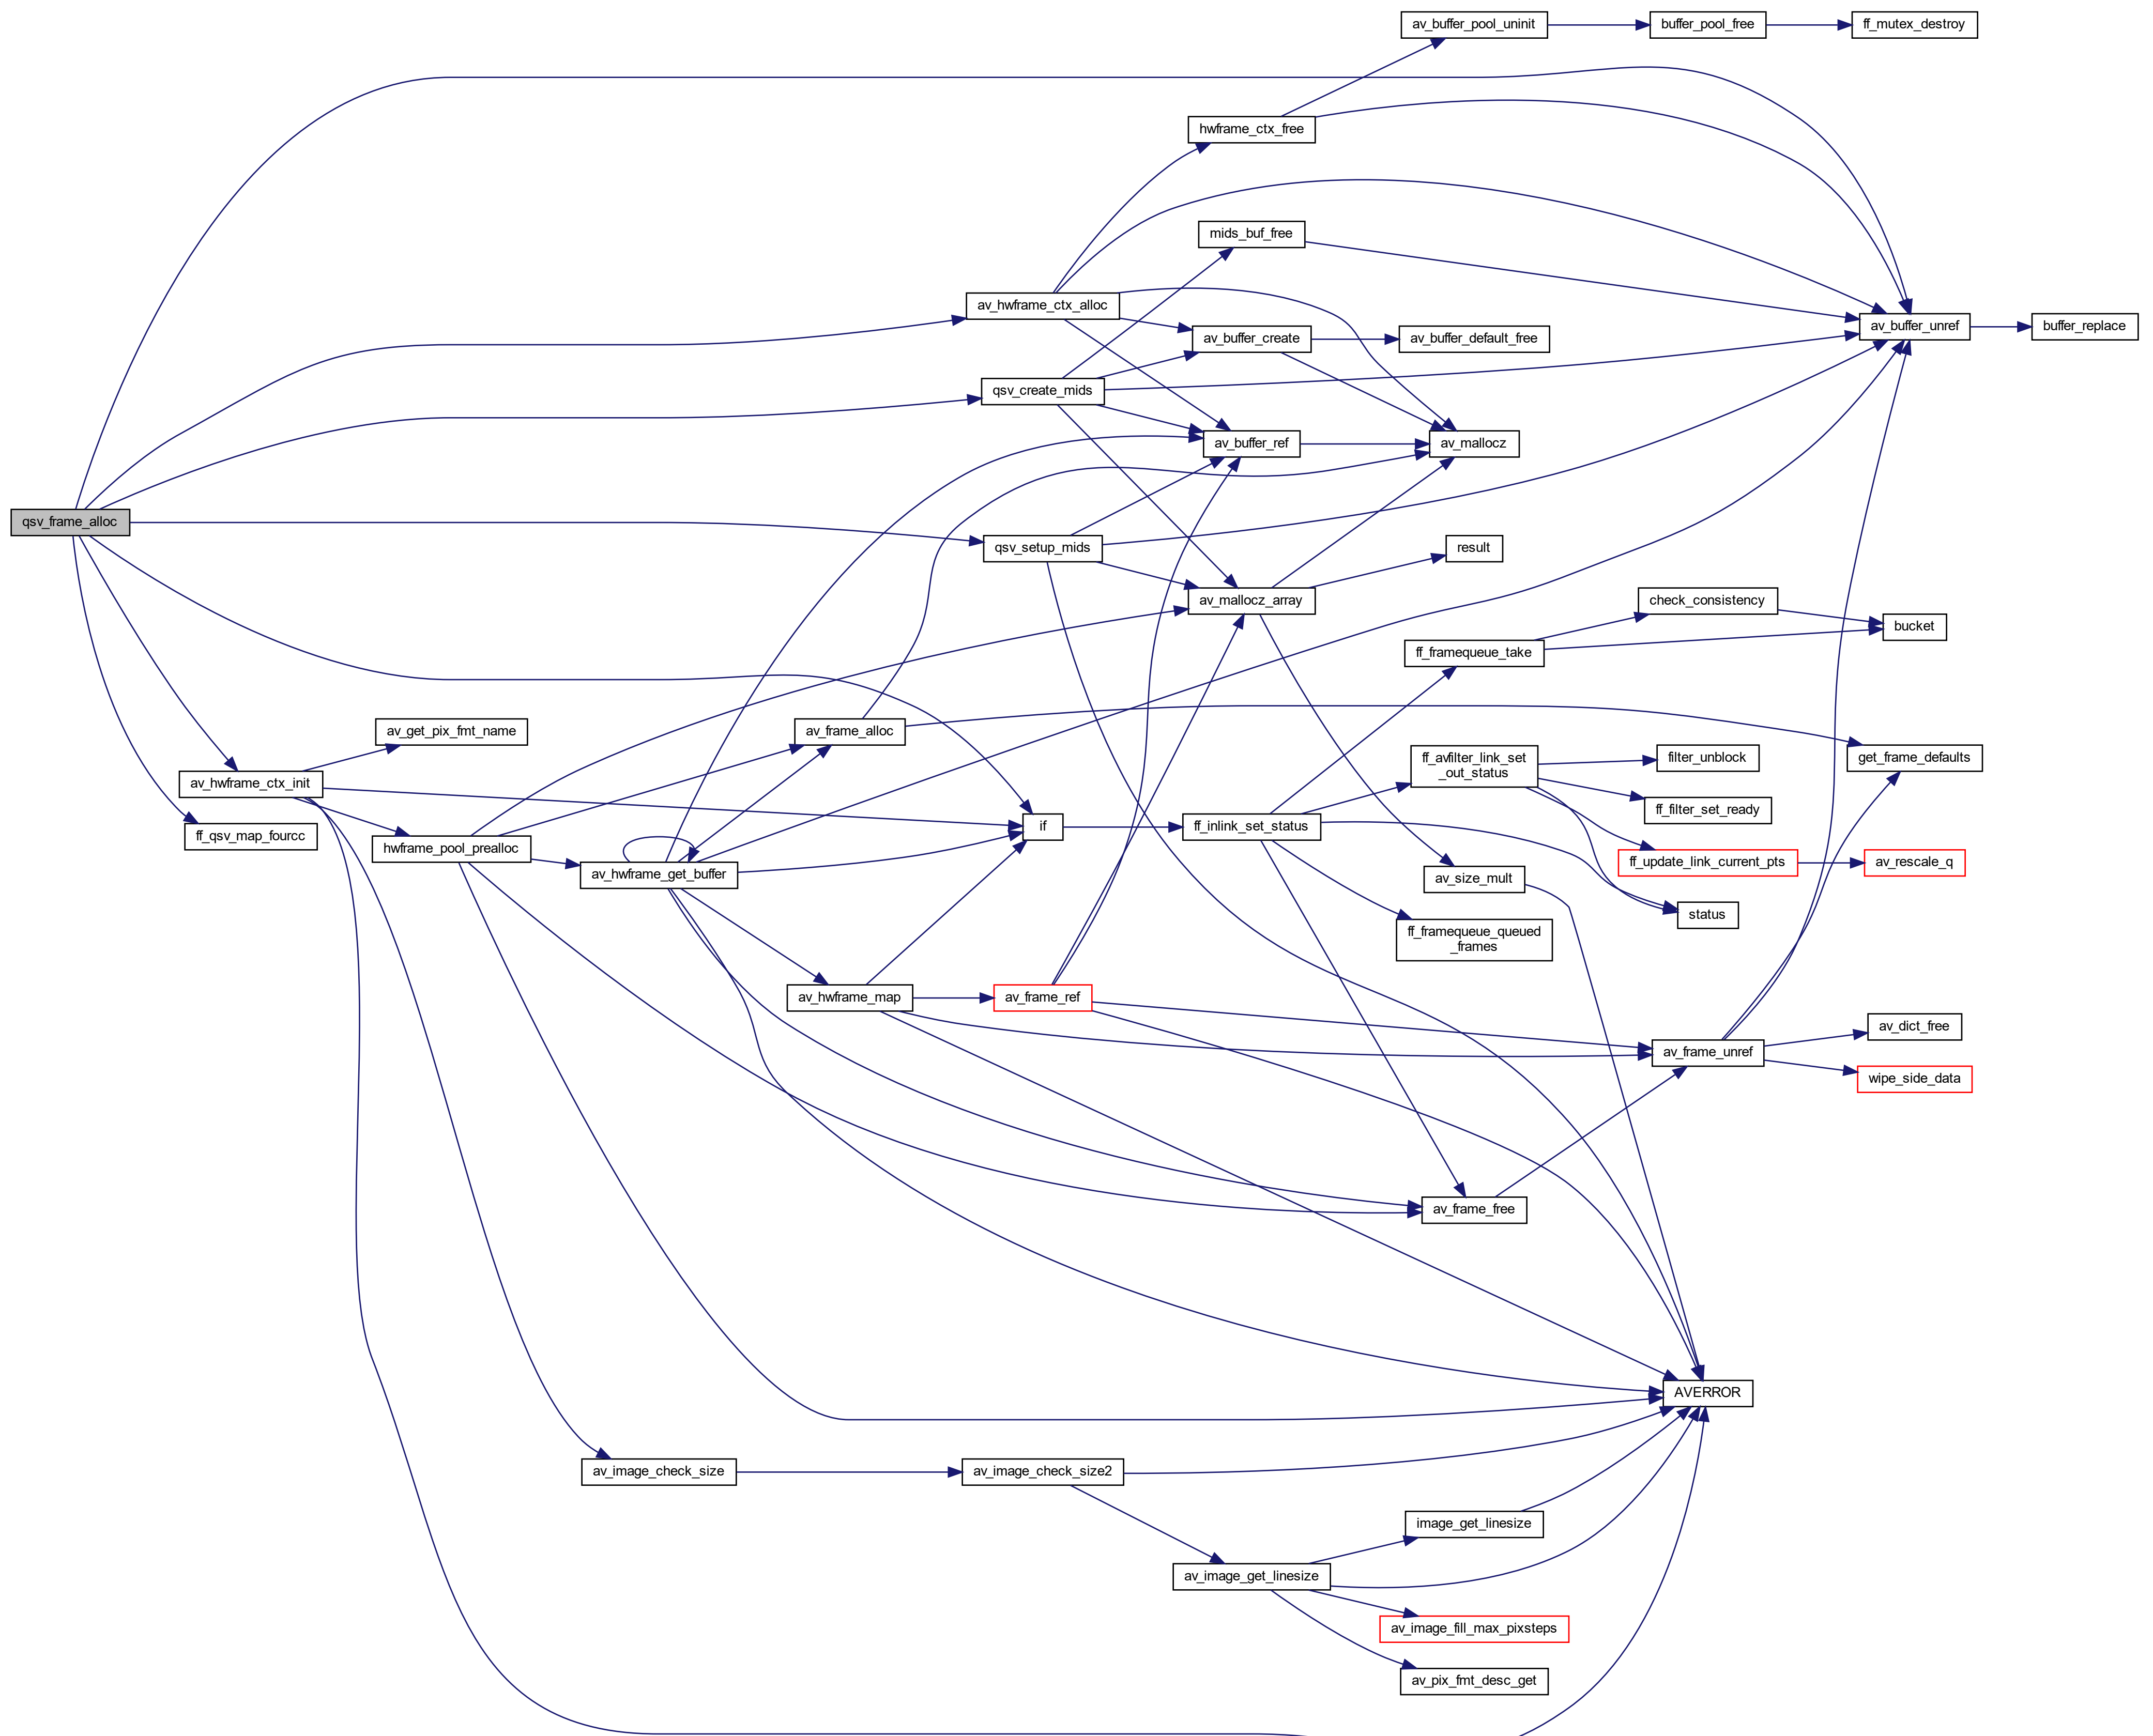 av_buffer_pool_uninit
buffer_pool_free
ff_mutex_destroy
hwframe_ctx_free
mids_buf_free
av_hwframe_ctx_alloc
av_buffer_unref
buffer_replace
av_buffer_create
av_buffer_default_free
qsv_create_mids
av_buffer_ref
av_mallocz
qsv_frame_alloc
qsv_setup_mids
result
av_mallocz_array
check_consistency
bucket
ff_framequeue_take
av_get_pix_fmt_name
av_frame_alloc
ff_avfilter_link_set
_out_status
filter_unblock
get_frame_defaults
av_hwframe_ctx_init
ff_filter_set_ready
ff_qsv_map_fourcc
hwframe_pool_prealloc
if
ff_inlink_set_status
ff_update_link_current_pts
av_rescale_q
av_hwframe_get_buffer
av_size_mult
status
ff_framequeue_queued
_frames
av_hwframe_map
av_frame_ref
av_dict_free
av_frame_unref
wipe_side_data
av_frame_free
AVERROR
av_image_check_size
av_image_check_size2
image_get_linesize
av_image_get_linesize
av_image_fill_max_pixsteps
av_pix_fmt_desc_get